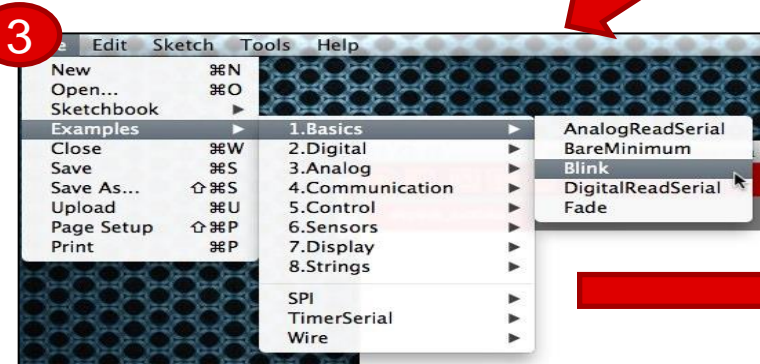 3
Edit Sketch Tools Help
New ⌘N
Open... ⌘O
Sketchbook ▶
Examples ▶
Close ⌘W
Save ⌘S
Save As... ⇧⌘S
Upload ⌘U
Page Setup ⇧⌘P
Print ⌘P
1.Basics ▶
2.Digital ▶
3.Analog ▶
4.Communication ▶
5.Control ▶
6.Sensors ▶
7.Display ▶
8.Strings ▶
SPI ▶
TimerSerial ▶
Wire ▶
AnalogReadSerial
BareMinimum
Blink
DigitalReadSerial
Fade